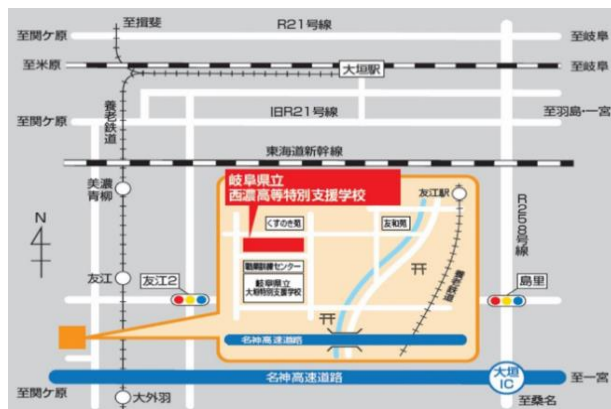 至揖斐
R21号線
至関ケ原
至岐阜
至米原
大垣駅
至岐阜
養老鉄道
旧R21号線
至関ケ原
至羽島・一宮
東海道新幹線
岐阜県立
西濃高等特別支援学校
美濃
青柳
友江駅
R258号線
くすのき苑
友和苑
N
職業訓練センター
岐阜県立
大垣特別支援学校
養老鉄道
友江
友江2
島里
名神高速道路
至関ケ原
名神高速道路
大垣
IC
至一宮
大外羽
至桑名